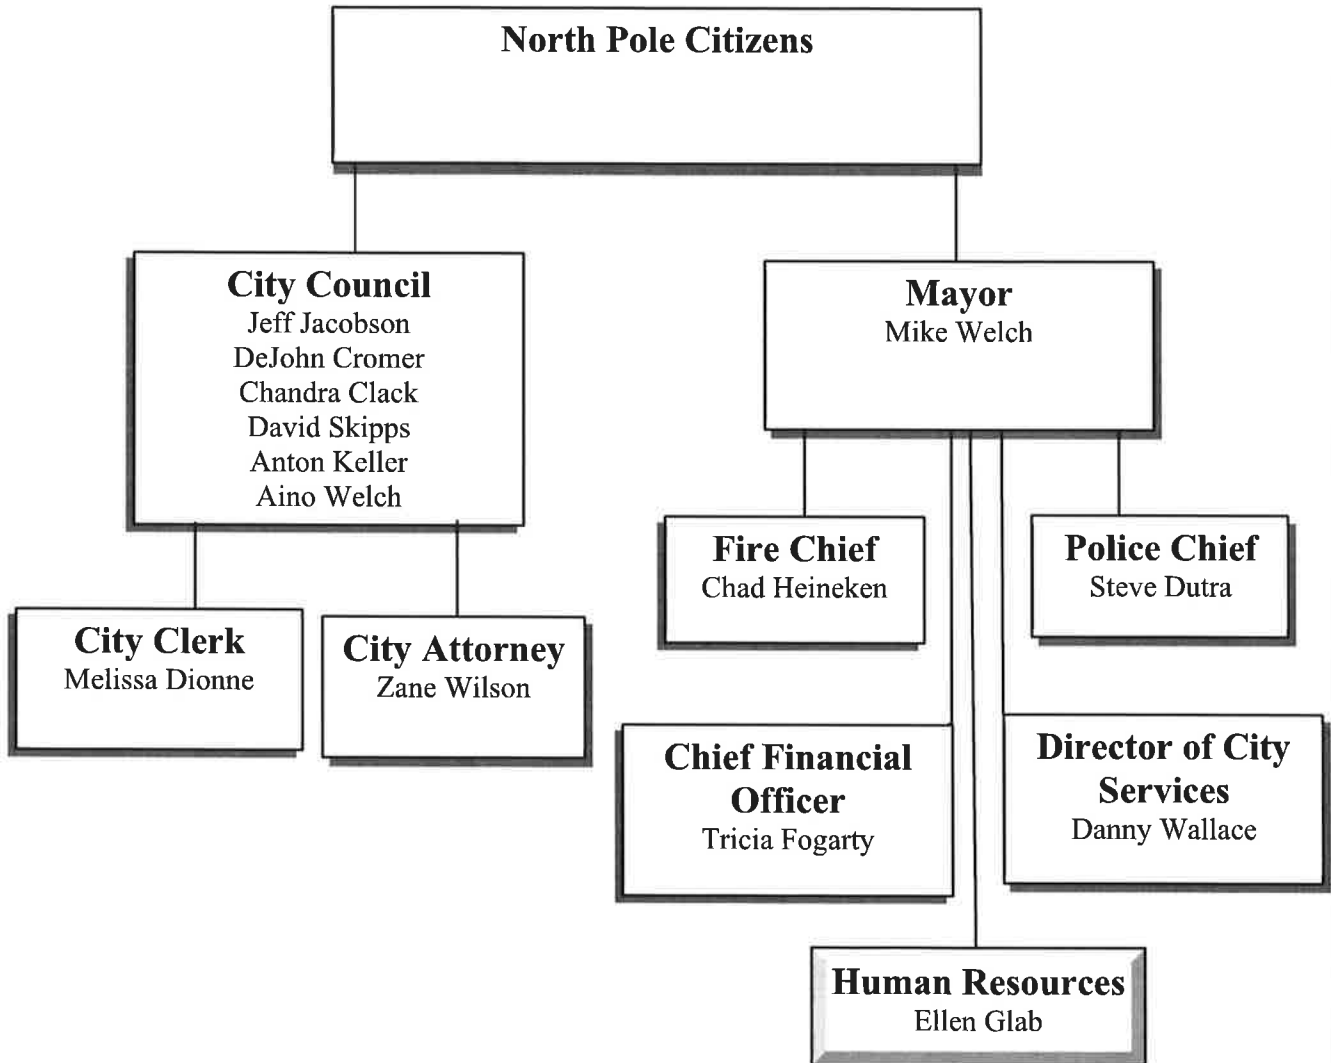 North Pole Citizens
City Council
Jeff Jacobson
DeJohn Cromer
Chandra Clack
David Skipps
Anton Keller
Aino Welch
Mayor
Mike Welch
City Clerk
Melissa Dionne
City Attorney
Zane Wilson
Fire Chief
Chad Heineken
Police Chief
Steve Dutra
Chief Financial
Officer
Tricia Fogarty
Director of City
Services
Danny Wallace
Human Resources
Ellen Glab